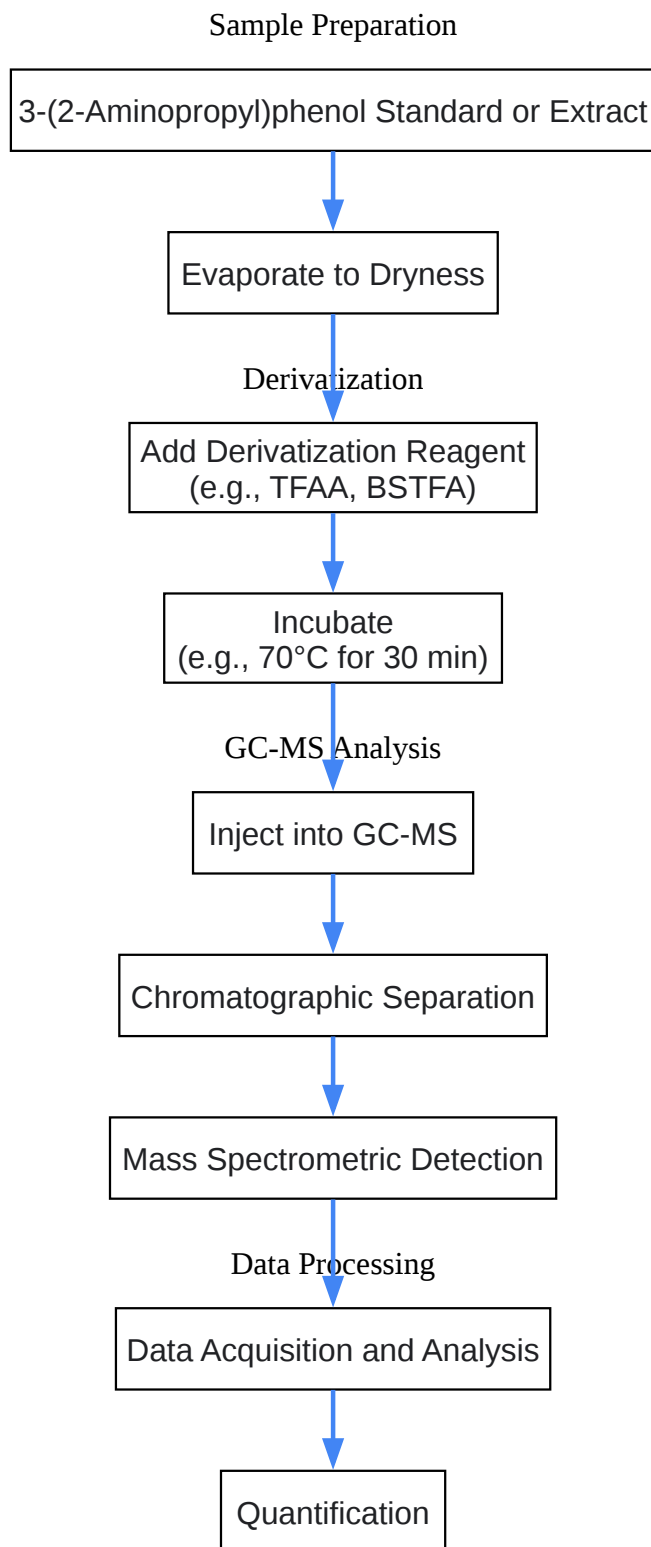 Sample Preparation
3-(2-Aminopropyl)phenol Standard or Extract
Evaporate to Dryness
Derivatization
Add Derivatization Reagent
(e.g., TFAA, BSTFA)
Incubate
(e.g., 70°C for 30 min)
GC-MS Analysis
Inject into GC-MS
Chromatographic Separation
Mass Spectrometric Detection
Data Processing
Data Acquisition and Analysis
Quantification